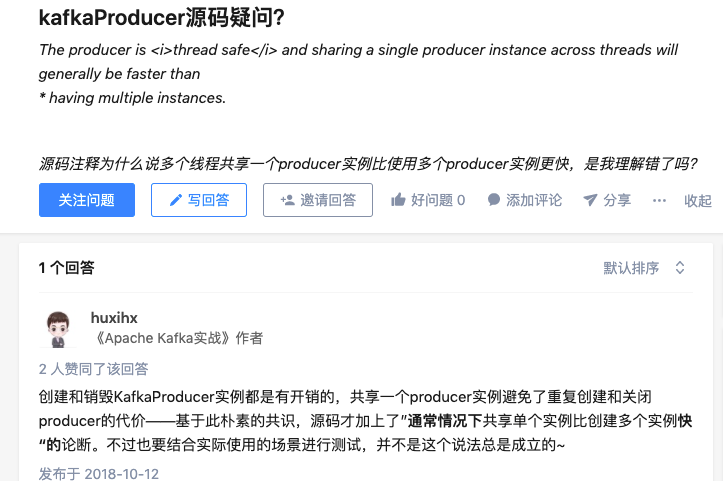 kafkaProducer源码疑问?
The producer is <i>thread safe</i> and sharing a single producer instance across threads will
generally be faster than
* having multiple instances.
源码注释为什么说多个线程共享一个producer实例比使用多个producer实例更快，是我理解错了吗?
关注问题 写回答 邀请回答 好问题 0 添加评论 分享 ··· 收起
1 个回答 默认排序
huxihx
《Apache Kafka实战》作者
2 人赞同了该回答
创建和销毁KafkaProducer实例都是有开销的，共享一个producer实例避免了重复创建和关闭
producer的代价——基于此朴素的共识，源码才加上了”通常情况下共享单个实例比创建多个实例快
“的论断。不过也要结合实际使用的场景进行测试，并不是这个说法总是成立的~
发布于 2018-10-12